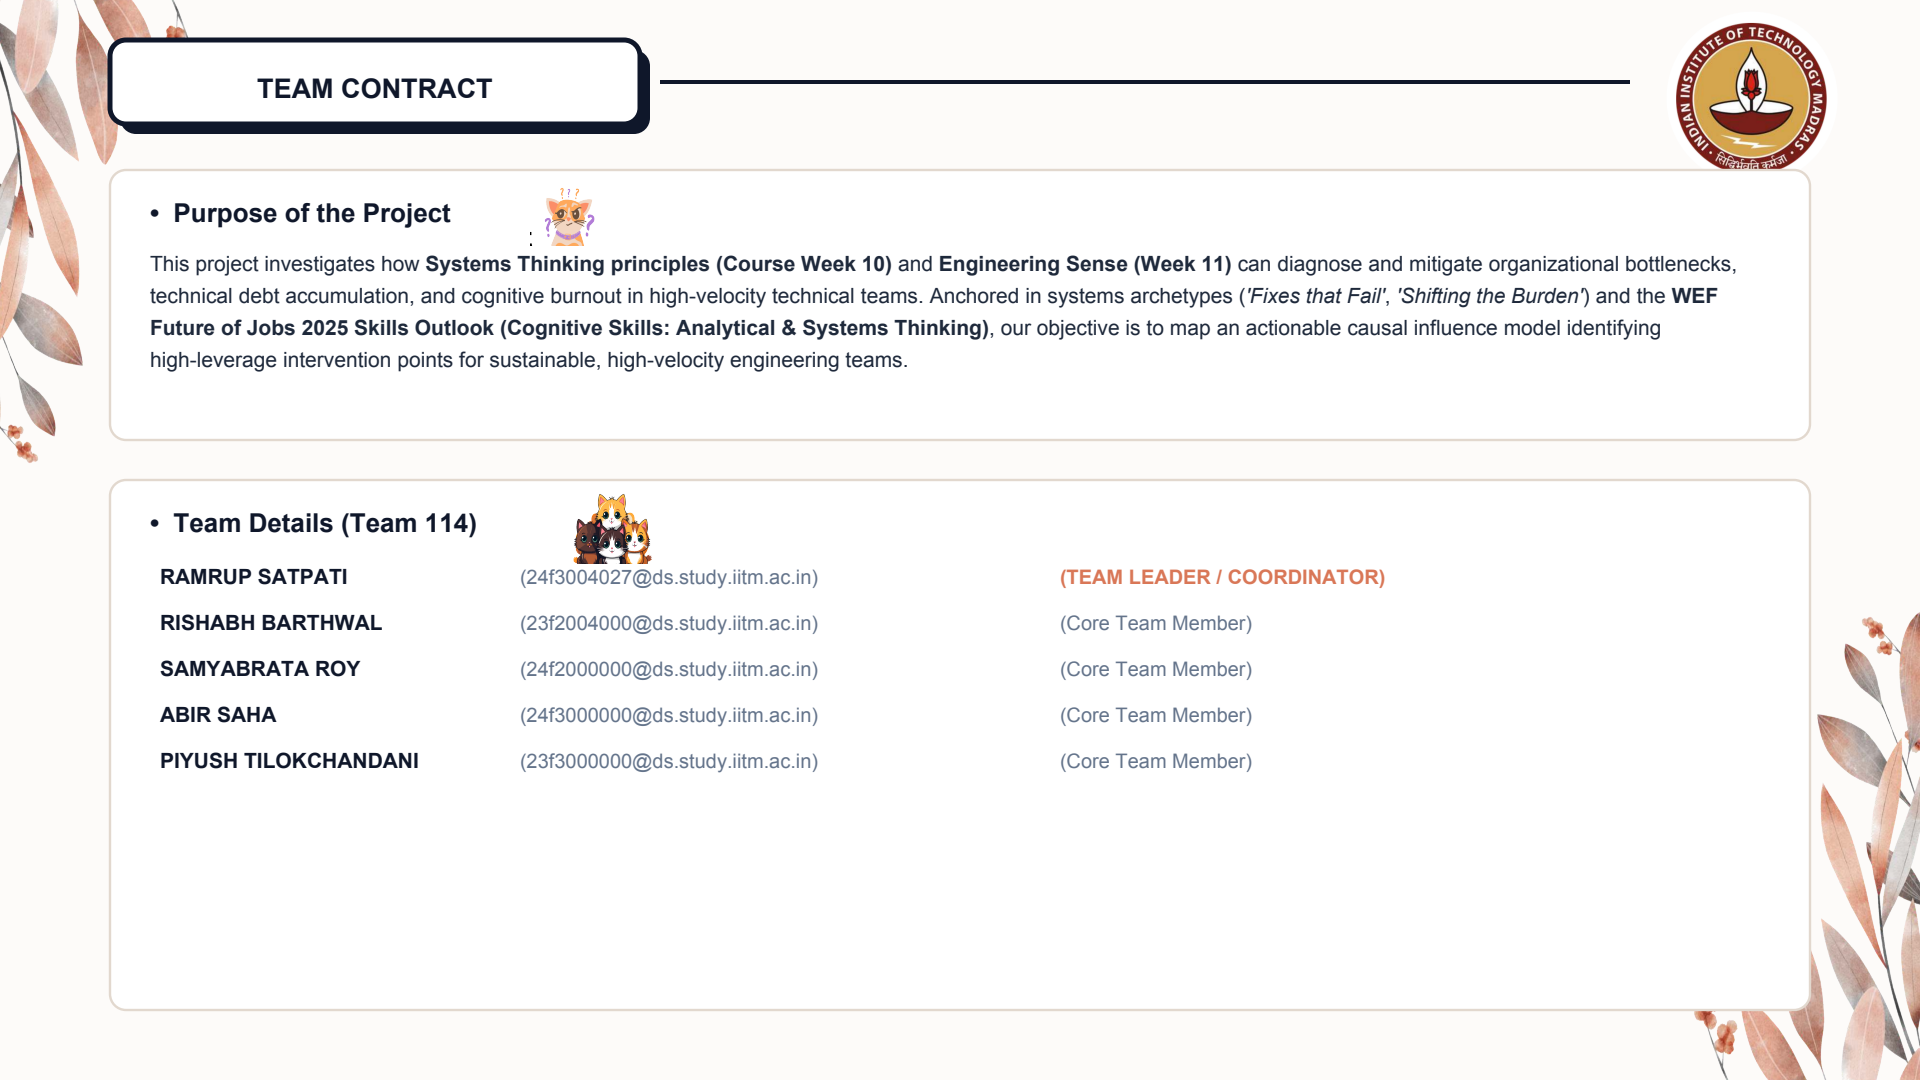 TEAM CONTRACT
INDIAN INSTITUTE OF TECHNOLOGY MADRAS
सिद्धिर्भवति कर्मजा
• Purpose of the Project
:
This project investigates how Systems Thinking principles (Course Week 10) and Engineering Sense (Week 11) can diagnose and mitigate organizational bottlenecks,
technical debt accumulation, and cognitive burnout in high-velocity technical teams. Anchored in systems archetypes ('Fixes that Fail', 'Shifting the Burden') and the WEF
Future of Jobs 2025 Skills Outlook (Cognitive Skills: Analytical & Systems Thinking), our objective is to map an actionable causal influence model identifying
high-leverage intervention points for sustainable, high-velocity engineering teams.
• Team Details (Team 114)
RAMRUP SATPATI (24f3004027@ds.study.iitm.ac.in) (TEAM LEADER / COORDINATOR)
RISHABH BARTHWAL (23f2004000@ds.study.iitm.ac.in) (Core Team Member)
SAMYABRATA ROY (24f2000000@ds.study.iitm.ac.in) (Core Team Member)
ABIR SAHA (24f3000000@ds.study.iitm.ac.in) (Core Team Member)
PIYUSH TILOKCHANDANI (23f3000000@ds.study.iitm.ac.in) (Core Team Member)